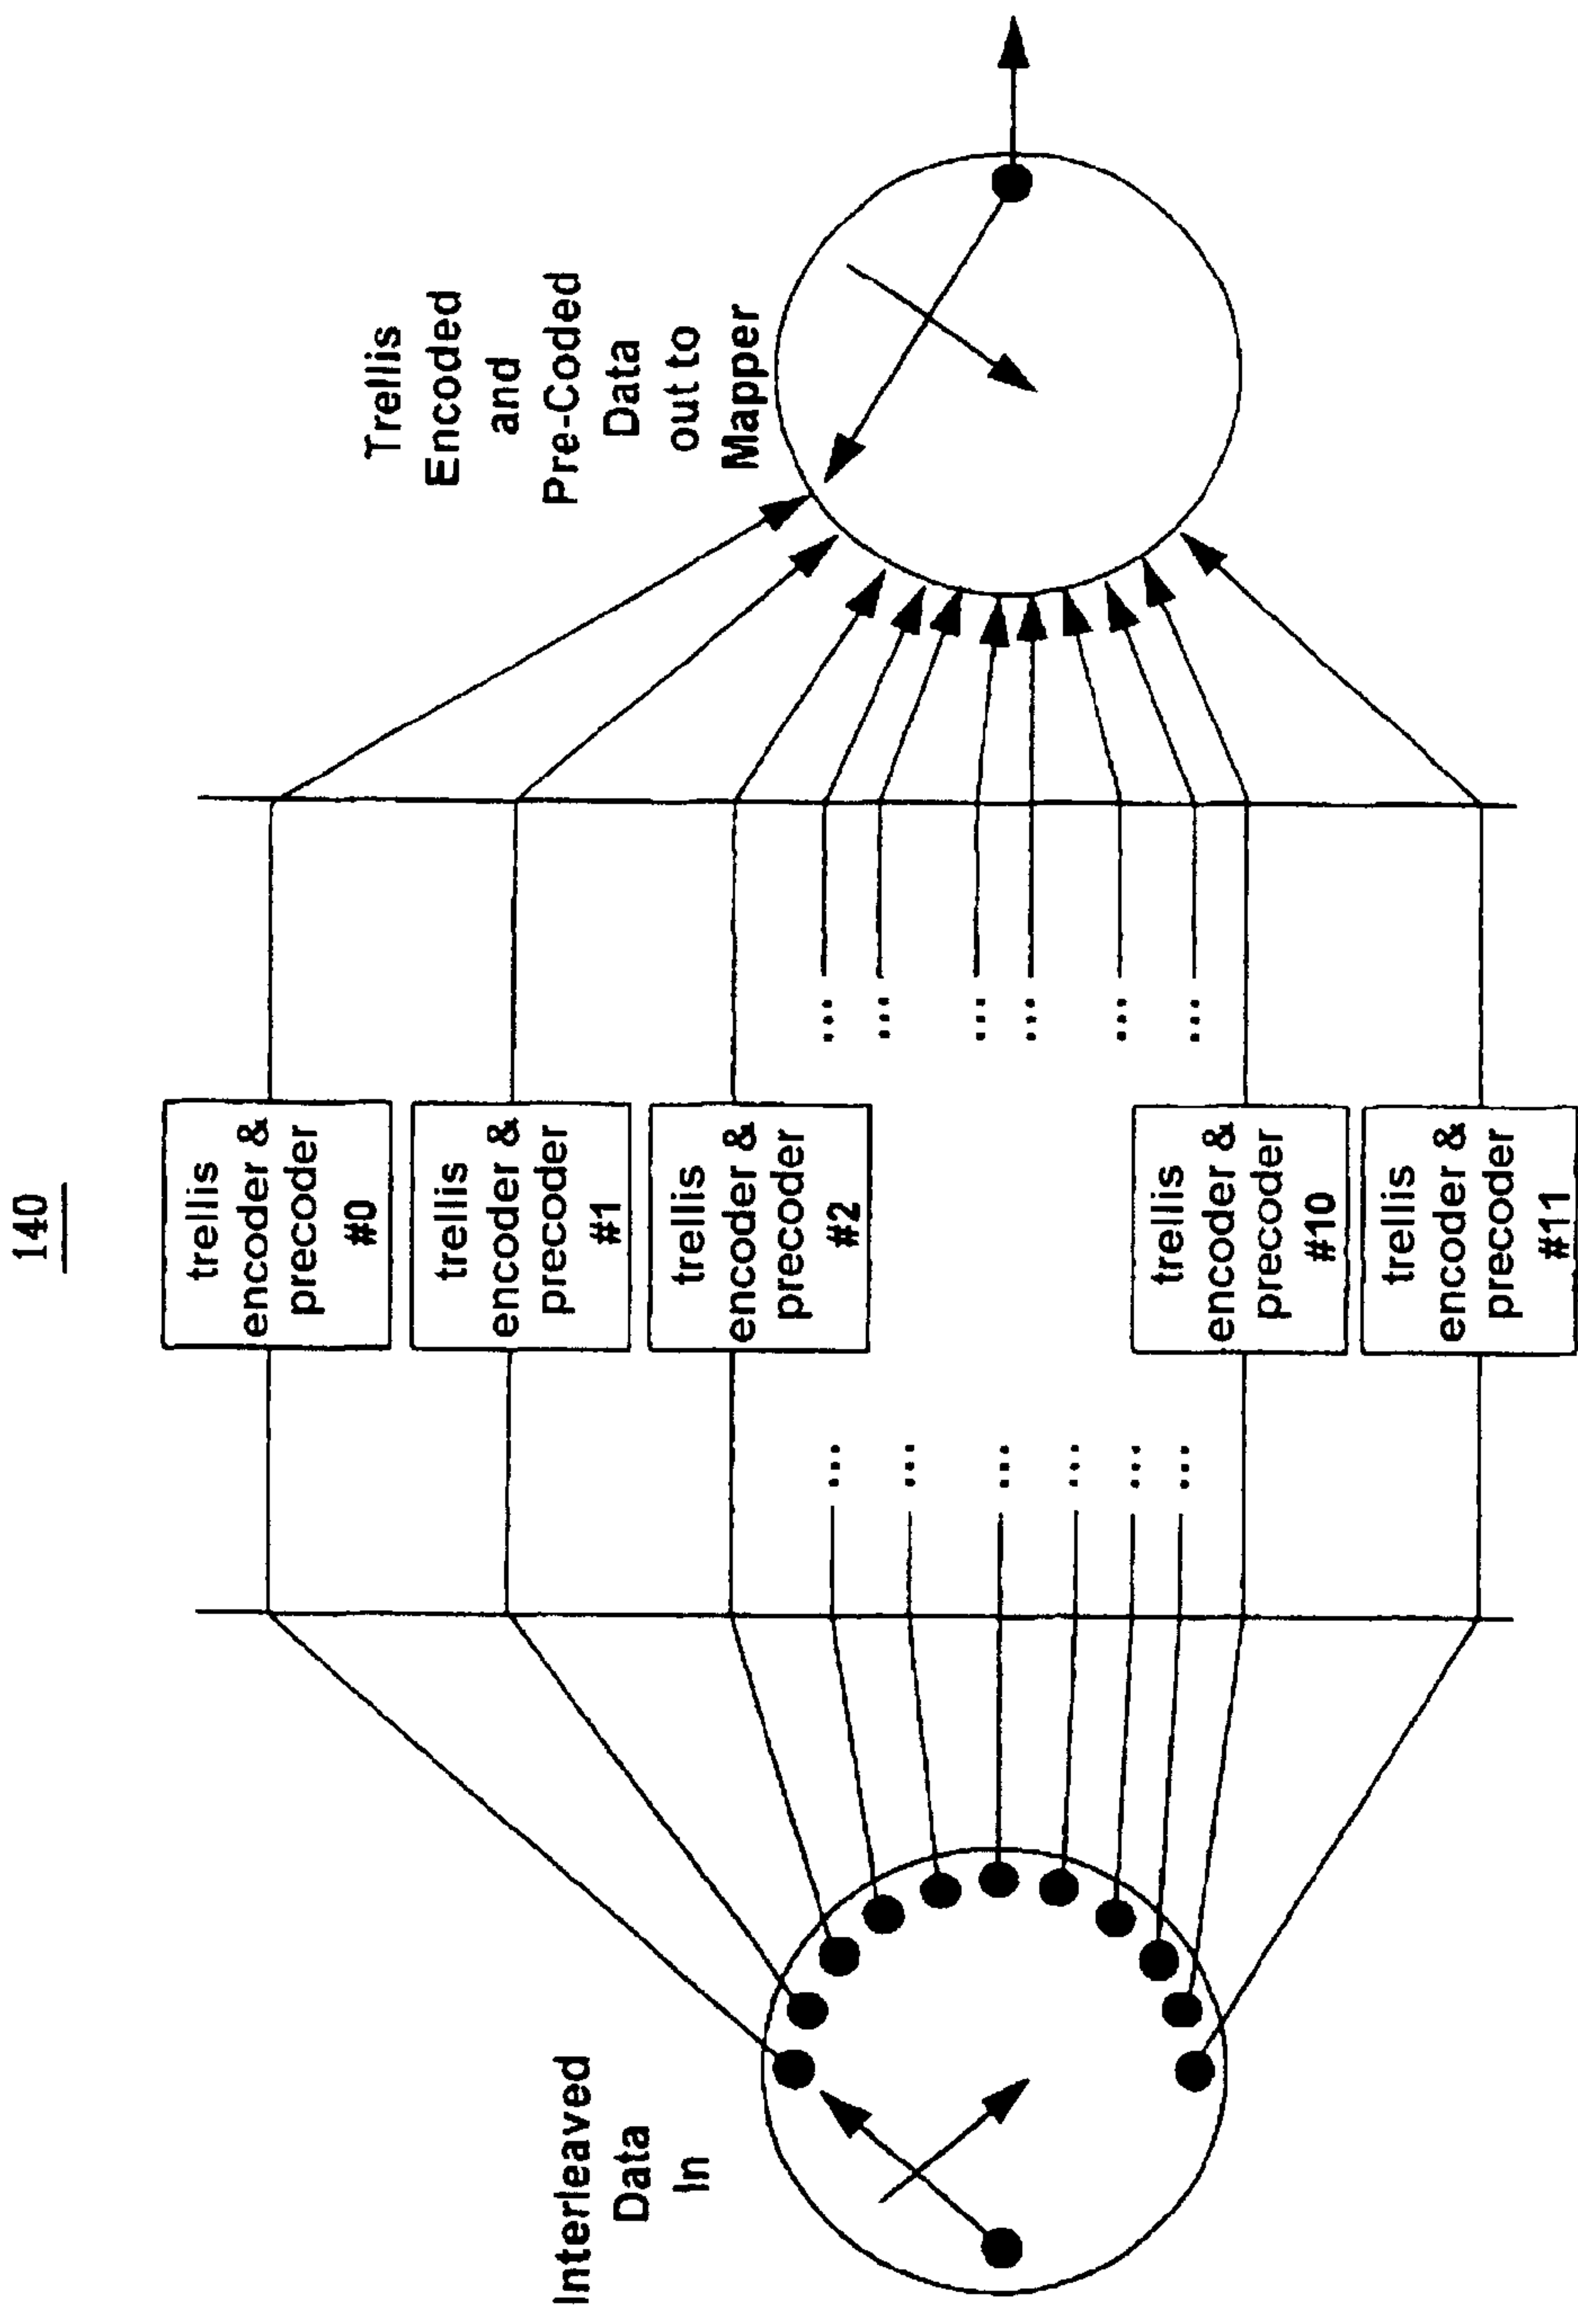 140
Interleaved
Data
In
trellis
encoder &
precoder
#0
trellis
encoder &
precoder
#1
trellis
encoder &
precoder
#2
...
...
...
...
...
...
...
...
...
...
...
...
trellis
encoder &
precoder
#10
trellis
encoder &
precoder
#11
Trellis
Encoded
and
Pre-Coded
Data
out to
Mapper